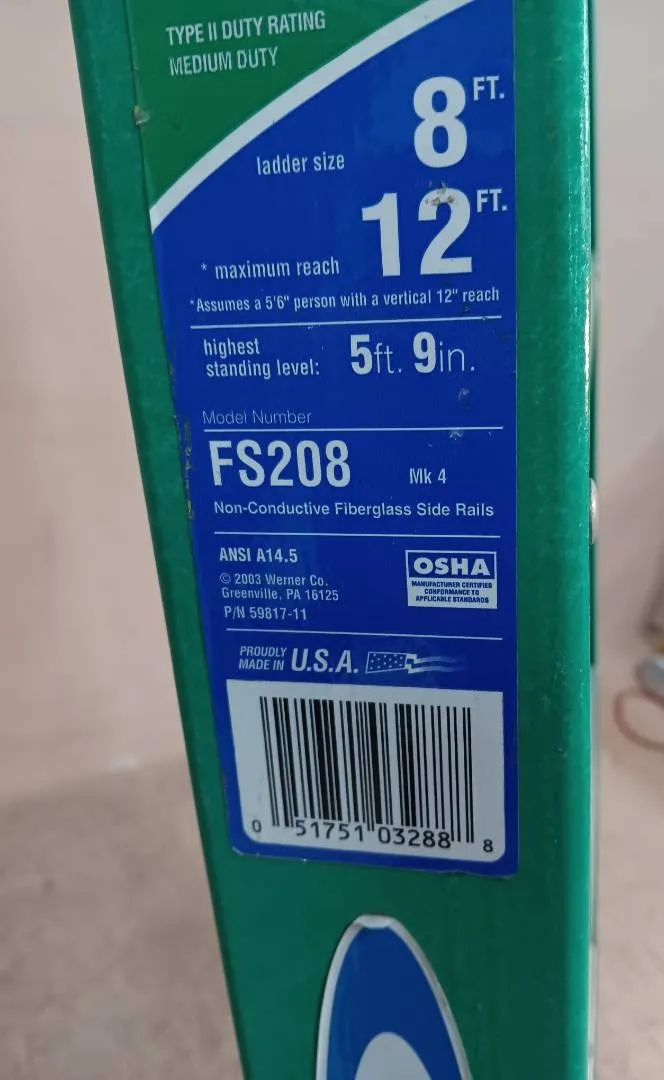 TYPE II DUTY RATING
MEDIUM DUTY
ladder size 8 FT.
* maximum reach 12 FT.
*Assumes a 5'6" person with a vertical 12" reach
highest
standing level: 5ft. 9in.
Model Number
FS208 Mk 4
Non-Conductive Fiberglass Side Rails
ANSI A14.5
© 2003 Werner Co.
Greenville, PA 16125
P/N 59817-11
OSHA
MANUFACTURER CERTIFIES
CONFORMANCE TO
APPLICABLE STANDARDS
PROUDLY
MADE IN U.S.A.
0 51751 03288 8